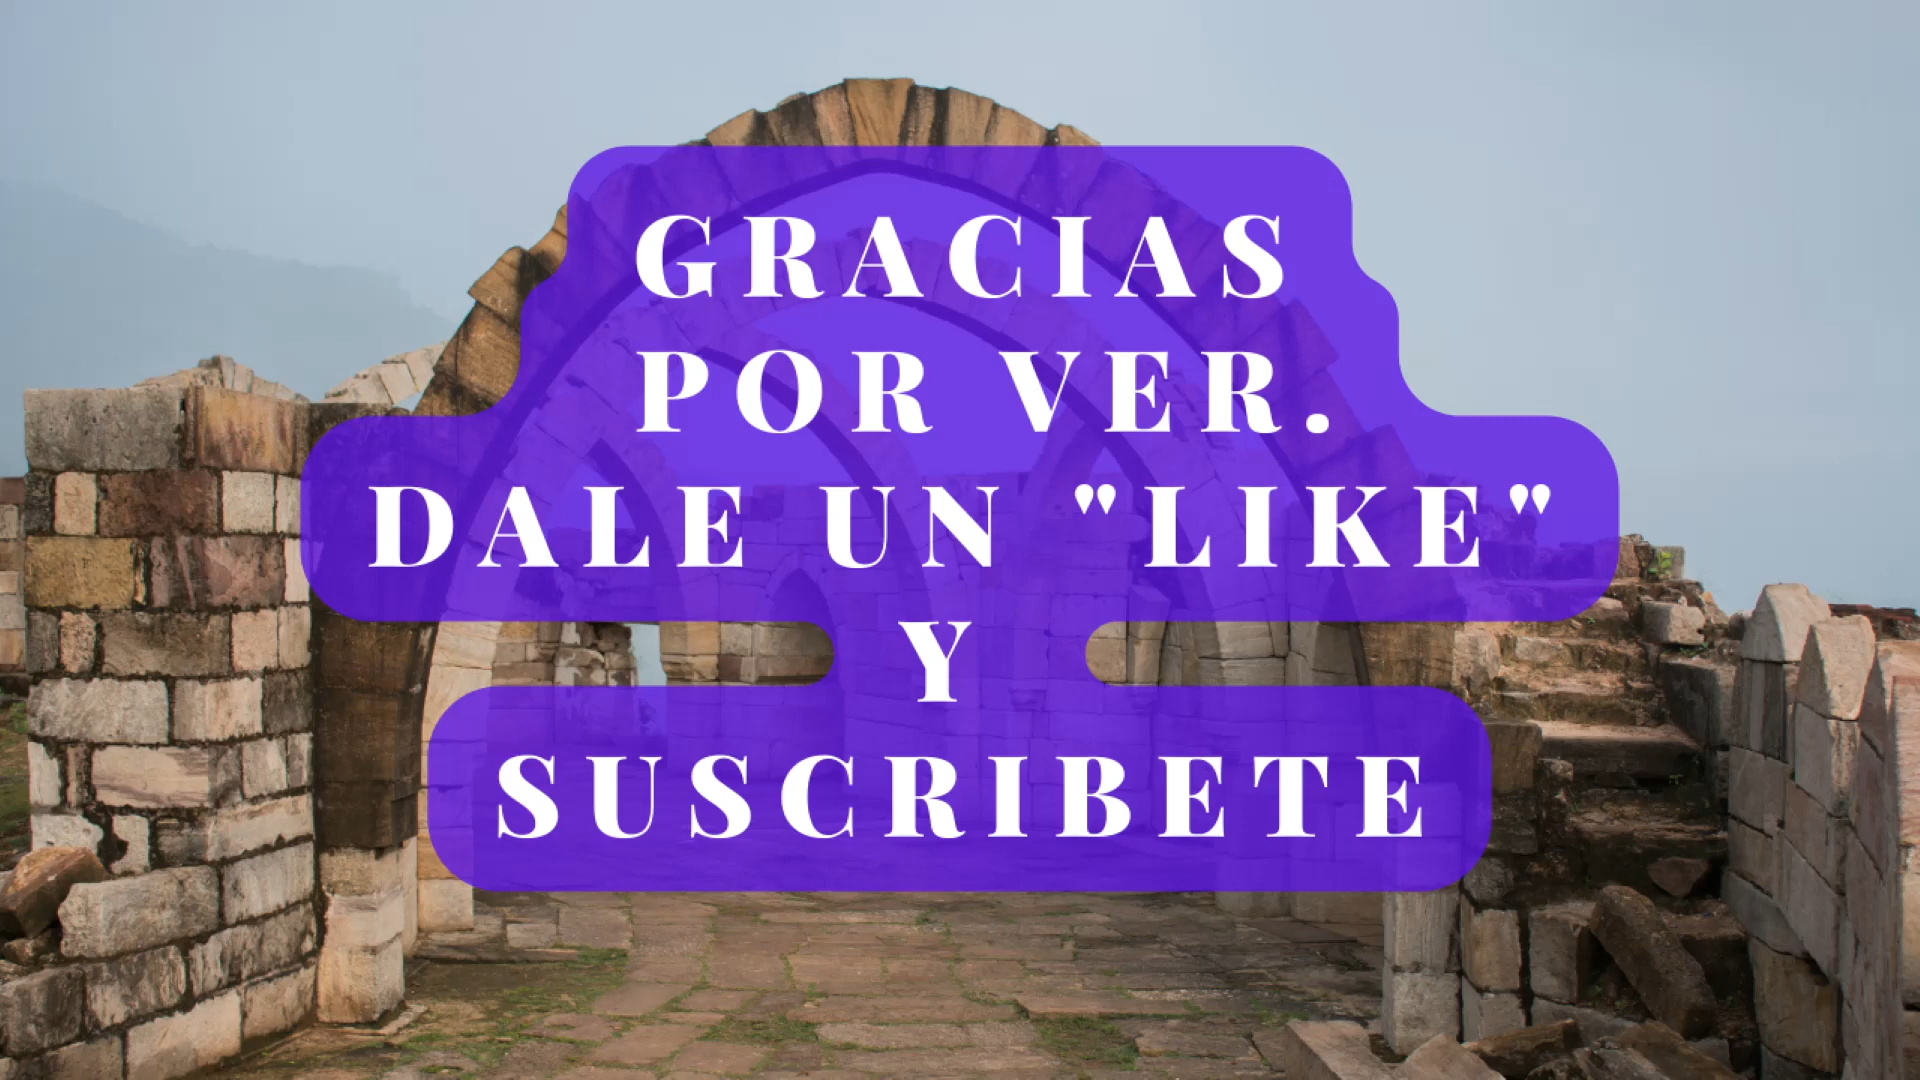 GRACIAS
POR VER.
DALE UN "LIKE"
Y
SUSCRIBETE